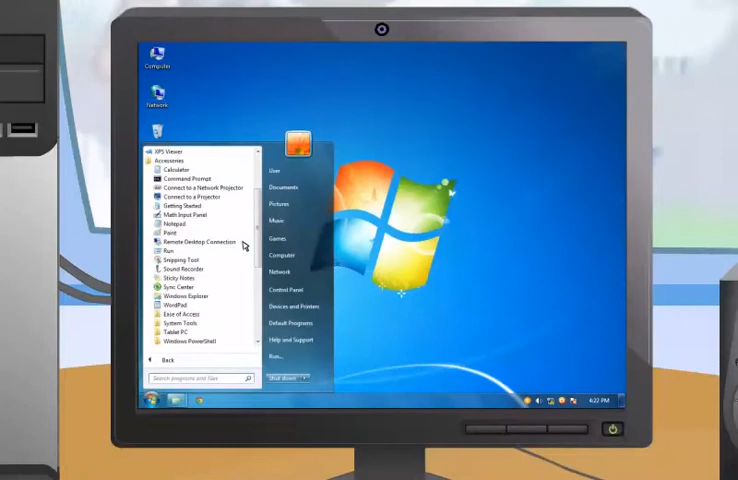 Computer
Network
XPS Viewer
Accessories
Calculator
Command Prompt
Connect to a Network Projector
Connect to a Projector
Getting Started
Math Input Panel
Notepad
Paint
Remote Desktop Connection
Run
Snipping Tool
Sound Recorder
Sticky Notes
Sync Center
Windows Explorer
WordPad
Ease of Access
System Tools
Tablet PC
Windows PowerShell
Back
Search programs and files
User
Documents
Pictures
Music
Games
Computer
Network
Control Panel
Devices and Printers
Default Programs
Help and Support
Run...
Shut down
4:22 PM